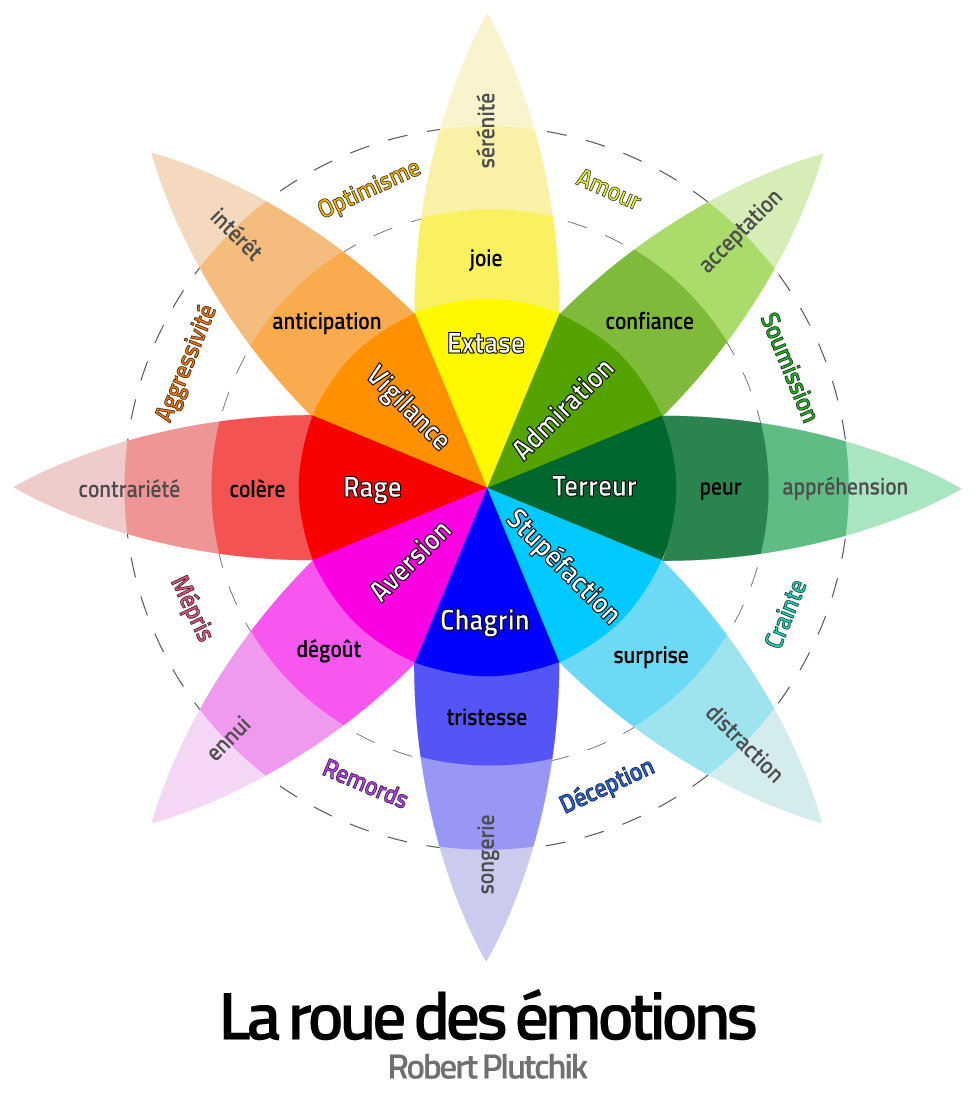 sérénité
Optimisme
Amour
intérêt
acceptation
joie
anticipation
confiance
Aggressivité
Extase
Soumission
Vigilance
Admiration
contrariété
colère
Rage
Terreur
peur
appréhension
Aversion
Stupéfaction
Mépris
Chagrin
Crainte
dégoût
surprise
ennui
tristesse
distraction
Remords
Déception
songerie
La roue des émotions
Robert Plutchik